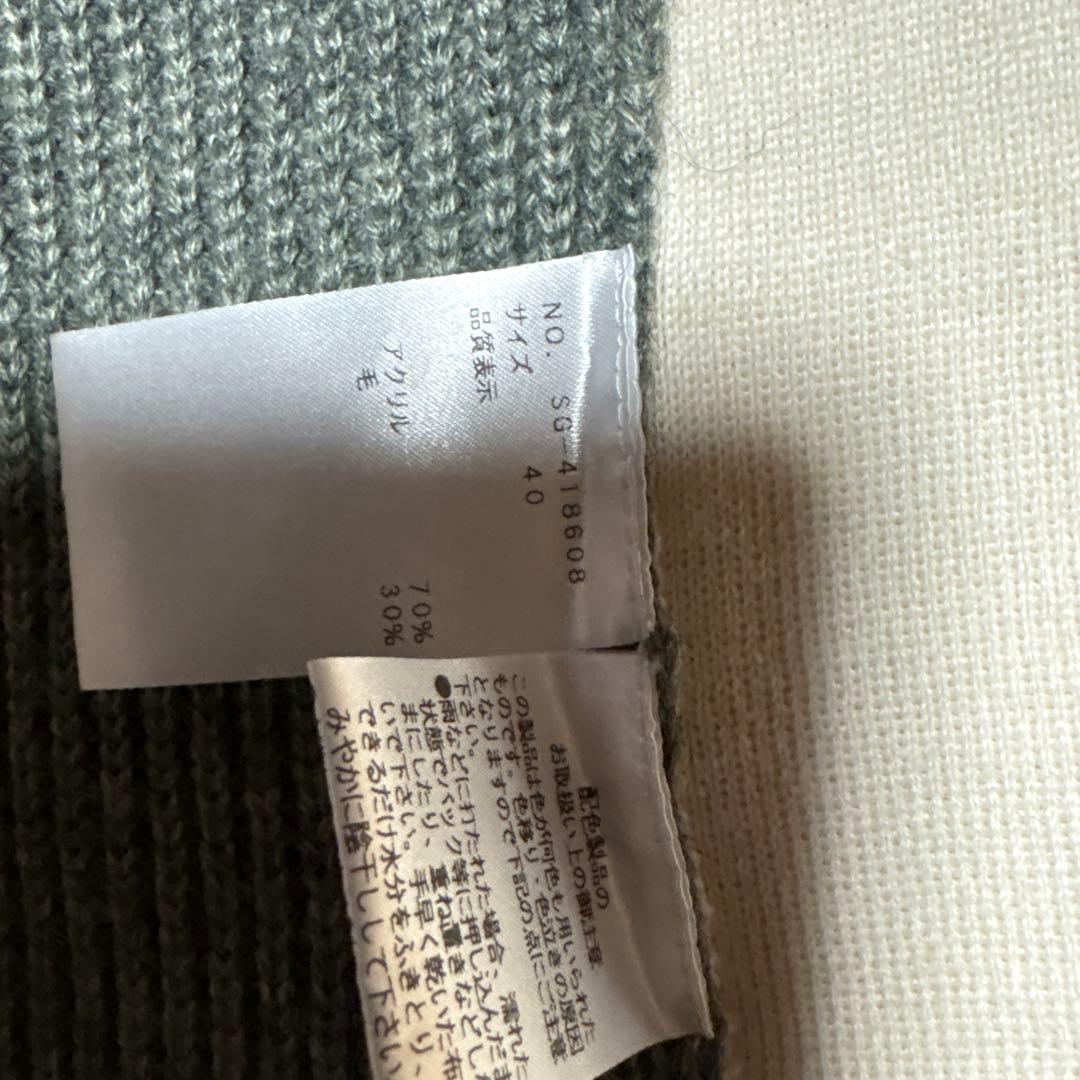 NO. SG-418608
サイズ 40
品質表示
アクリル 70%
毛 30%
配色製品の
お取扱い上の御注意
この製品は色が何色も用いられた
ものです。色移り、色泣きの原因
となりますので下記の点にご注意
下さい。
●雨などにうたれた場合、濡れた
状態でバック等に押し込んだま
まにしたり、重ね置きなどしな
いで下さい。手早く乾いた布
できるだけ水分をふきとり、
みやかに陰干しして下さい